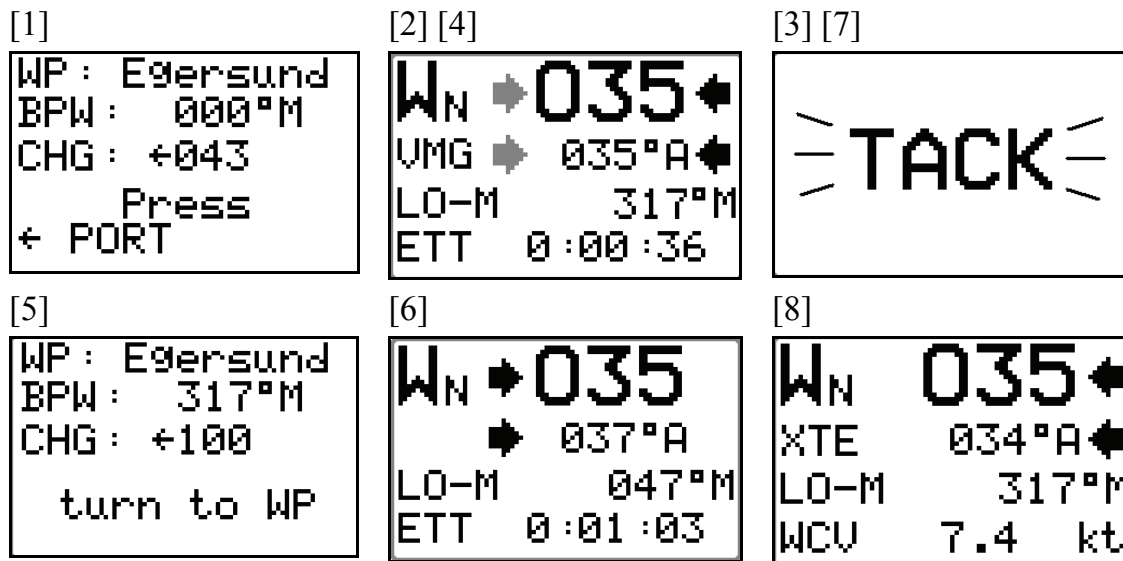 [1]
WP: Egersund
BPW: 000°M
CHG: ←043
Press
← PORT
[2] [4]
WN 035
VMG 035°A
LO-M 317°M
ETT 0:00:36
[3] [7]
TACK
[5]
WP: Egersund
BPW: 317°M
CHG: ←100
turn to WP
[6]
WN 035
037°A
LO-M 047°M
ETT 0:01:03
[8]
WN 035
XTE 034°A
LO-M 317°M
WCV 7.4 kt